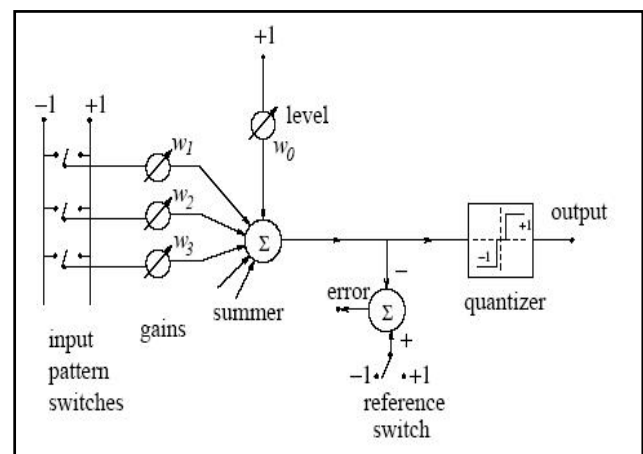 +1
−1 +1
level
w1
w0
w2
w3
Σ
output
+1
−1
−
error
Σ
summer
quantizer
gains
+
input
pattern
switches
−1 +1
reference
switch